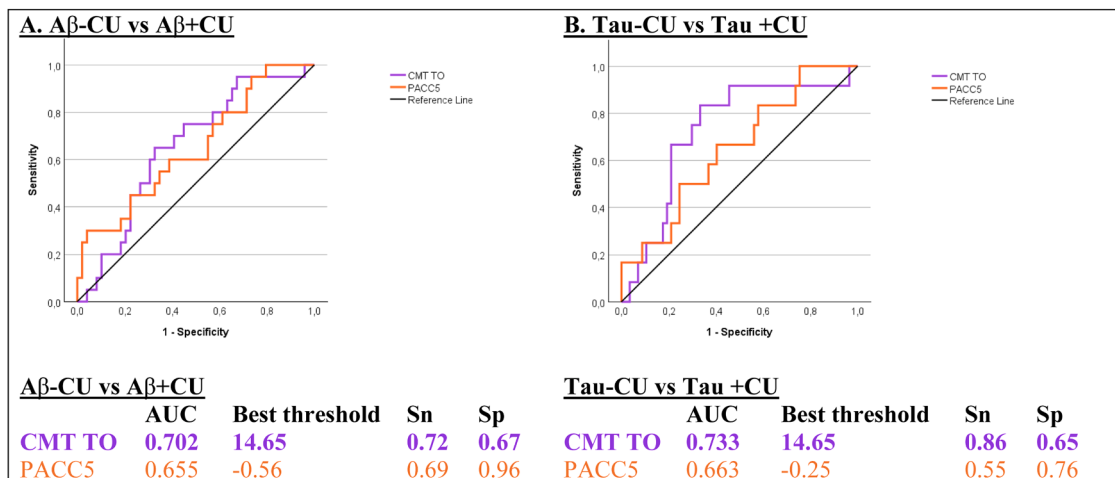 A. Aβ-CU vs Aβ+CU
1,0
0,8
0,6
0,4
0,2
0,0
Sensitivity
0,0 0,2 0,4 0,6 0,8 1,0
1 - Specificity
CMT TO
PACC5
Reference Line
B. Tau-CU vs Tau +CU
1,0
0,8
0,6
0,4
0,2
0,0
Sensitivity
0,0 0,2 0,4 0,6 0,8 1,0
1 - Specificity
CMT TO
PACC5
Reference Line
Aβ-CU vs Aβ+CU
AUC Best threshold Sn Sp
CMT TO 0.702 14.65 0.72 0.67
PACC5 0.655 -0.56 0.69 0.96
Tau-CU vs Tau +CU
AUC Best threshold Sn Sp
CMT TO 0.733 14.65 0.86 0.65
PACC5 0.663 -0.25 0.55 0.76